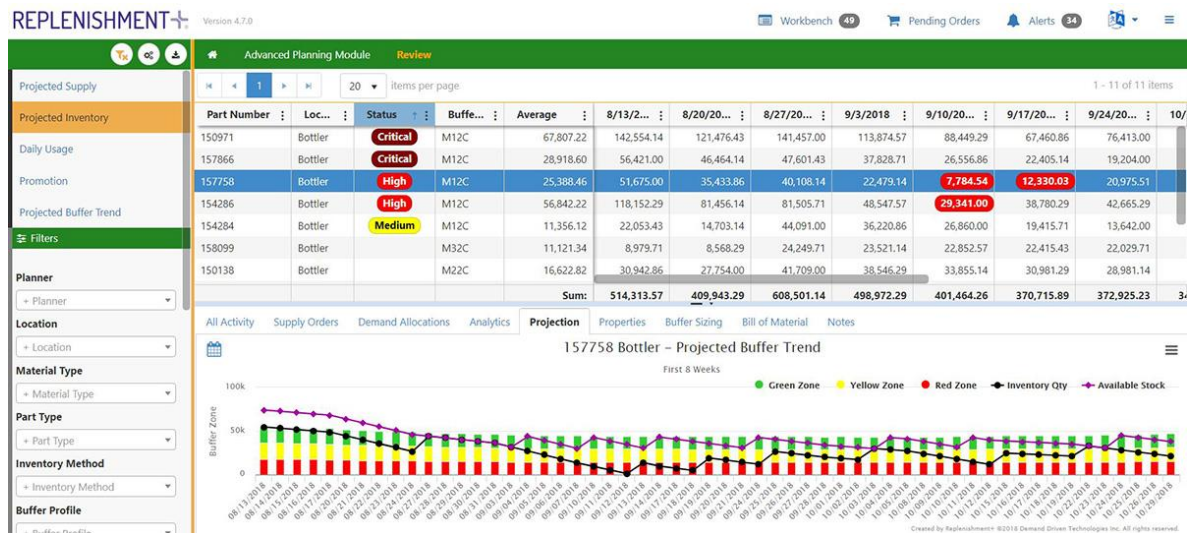 REPLENISHMENT+ Version 4.7.0 Workbench 49 Pending Orders Alerts 34
Advanced Planning Module Review
Projected Supply
Projected Inventory
Daily Usage
Promotion
Projected Buffer Trend
Filters
Planner
+ Planner
Location
+ Location
Material Type
+ Material Type
Part Type
+ Part Type
Inventory Method
+ Inventory Method
Buffer Profile
1 20 items per page 1 - 11 of 11 items
Part Number Loc... Status Buffe... Average 8/13/2... 8/20/20... 8/27/20... 9/3/2018 9/10/20... 9/17/20... 9/24/20... 10/
150971 Bottler Critical M12C 67,807.22 142,554.14 121,476.43 141,457.00 113,874.57 88,449.29 67,460.86 76,413.00
157866 Bottler Critical M12C 28,918.60 56,421.00 46,464.14 47,601.43 37,828.71 26,556.86 22,405.14 19,204.00
157758 Bottler High M12C 25,388.46 51,675.00 35,433.86 40,108.14 22,479.14 7,784.54 12,330.03 20,975.51
154286 Bottler High M12C 56,842.22 118,152.29 81,456.14 81,505.71 48,547.57 29,341.00 38,780.29 42,665.29
154284 Bottler Medium M12C 11,356.12 22,053.43 14,703.14 44,091.00 36,220.86 26,860.00 19,415.71 13,642.00
158099 Bottler M32C 11,121.34 8,979.71 8,568.29 24,249.71 23,521.14 22,852.57 22,415.43 22,029.71
150138 Bottler M22C 16,622.82 30,942.86 27,754.00 41,709.00 38,546.29 33,855.14 30,981.29 28,981.14
Sum: 514,313.57 409,943.29 608,501.14 498,972.29 401,464.26 370,715.89 372,925.23
All Activity Supply Orders Demand Allocations Analytics Projection Properties Buffer Sizing Bill of Material Notes
157758 Bottler – Projected Buffer Trend
First 8 Weeks
Green Zone Yellow Zone Red Zone Inventory Qty Available Stock
Buffer Zone
100k
50k
0
08/13/2018 08/14/2018 08/15/2018 08/16/2018 08/17/2018
Created by Replenishment+ ©2018 Demand Driven Technologies Inc. All rights reserved.